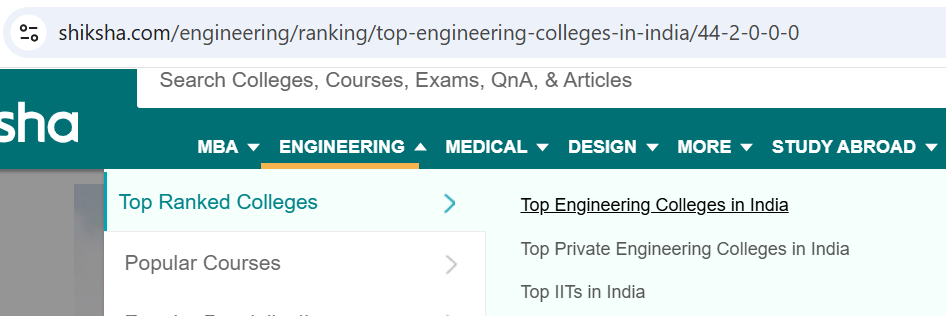 shiksha.com/engineering/ranking/top-engineering-colleges-in-india/44-2-0-0-0
Search Colleges, Courses, Exams, QnA, & Articles
sha
MBA ENGINEERING MEDICAL DESIGN MORE STUDY ABROAD
Top Ranked Colleges
Top Engineering Colleges in India
Top Private Engineering Colleges in India
Popular Courses
Top IITs in India